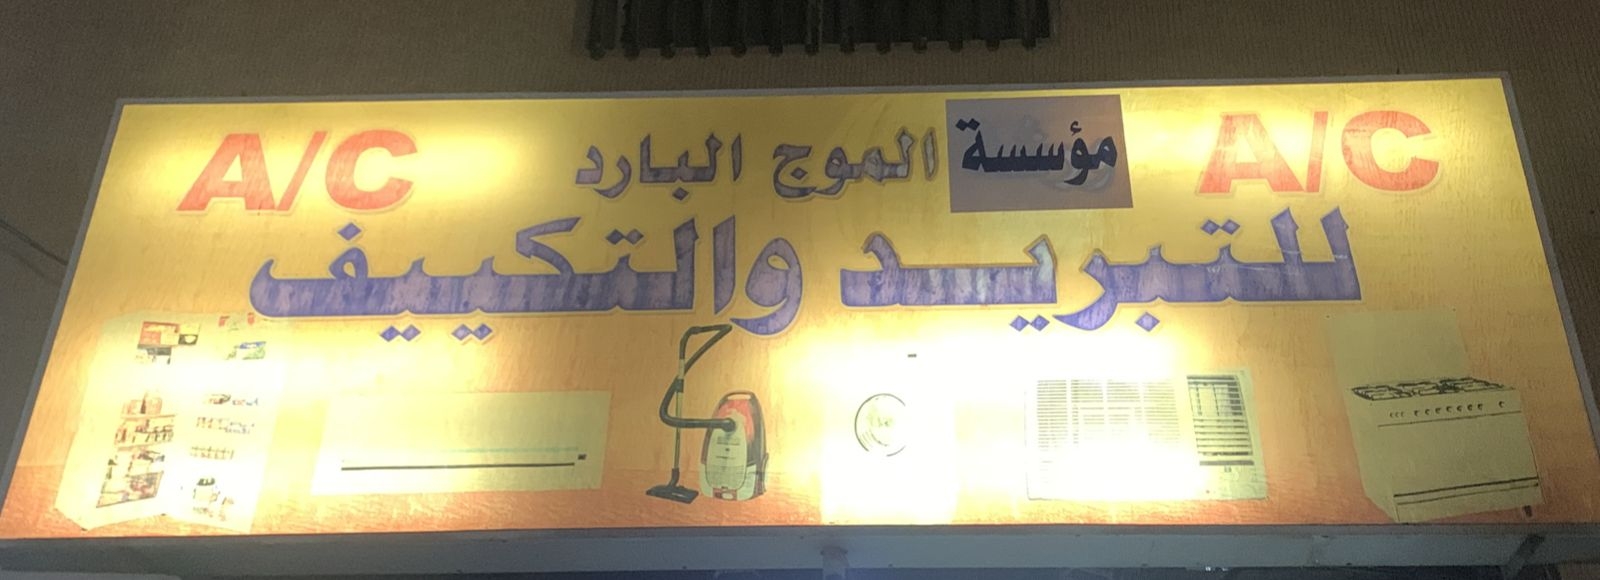 A/C مؤسسة الموج البارد A/C
للتبريد والتكييف